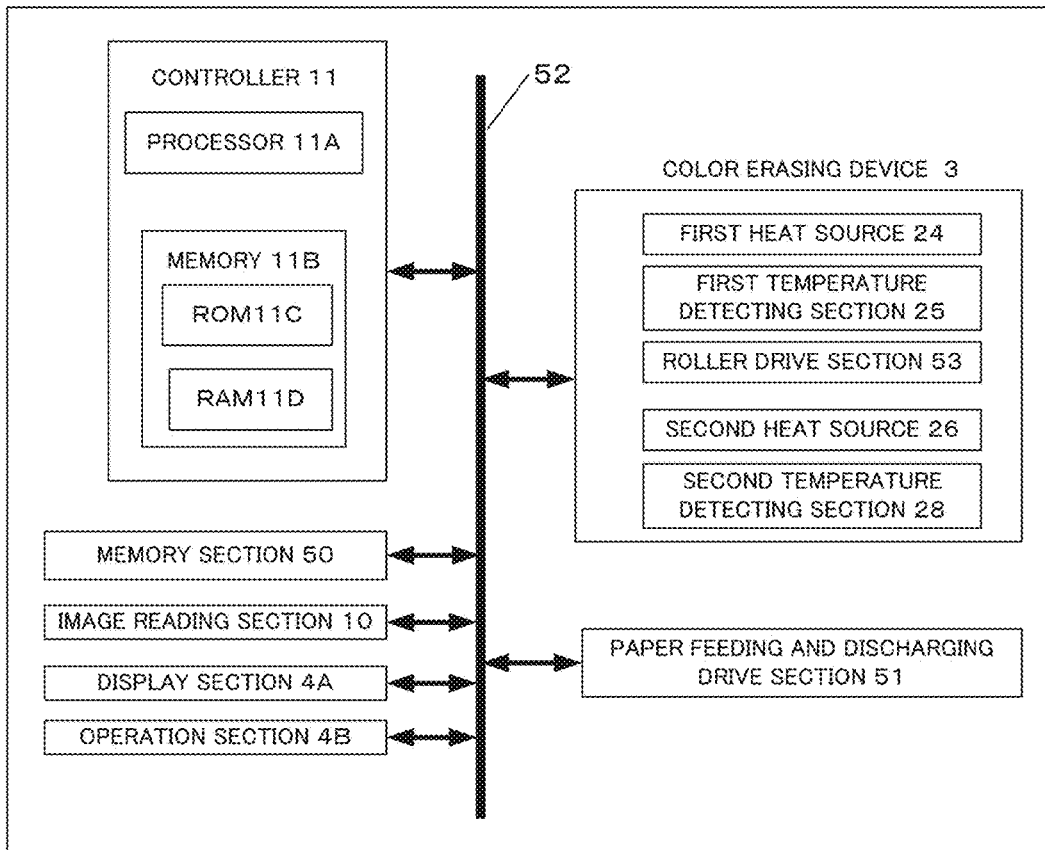 CONTROLLER 11
PROCESSOR 11A
MEMORY 11B
ROM11C
RAM11D
MEMORY SECTION 50
IMAGE READING SECTION 10
DISPLAY SECTION 4A
OPERATION SECTION 4B
52
COLOR ERASING DEVICE 3
FIRST HEAT SOURCE 24
FIRST TEMPERATURE
DETECTING SECTION 25
ROLLER DRIVE SECTION 53
SECOND HEAT SOURCE 26
SECOND TEMPERATURE
DETECTING SECTION 28
PAPER FEEDING AND DISCHARGING
DRIVE SECTION 51